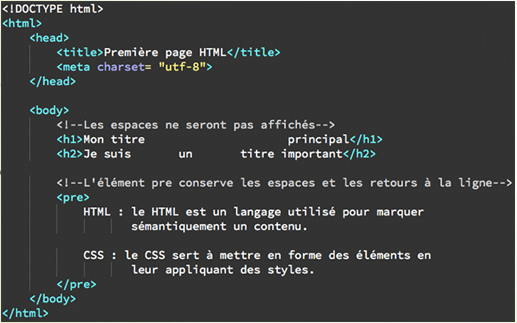 <!DOCTYPE html>
<html>
    <head>
        <title>Première page HTML</title>
        <meta charset= "utf-8">
    </head>

    <body>
        <!--Les espaces ne seront pas affichés-->
        <h1>Mon titre                    principal</h1>
        <h2>Je suis       un       titre important</h2>

        <!--L'élément pre conserve les espaces et les retours à la ligne-->
        <pre>
            HTML : le HTML est un langage utilisé pour marquer
                   sémantiquement un contenu.

            CSS : le CSS sert à mettre en forme des éléments en
                   leur appliquant des styles.
        </pre>
    </body>
</html>